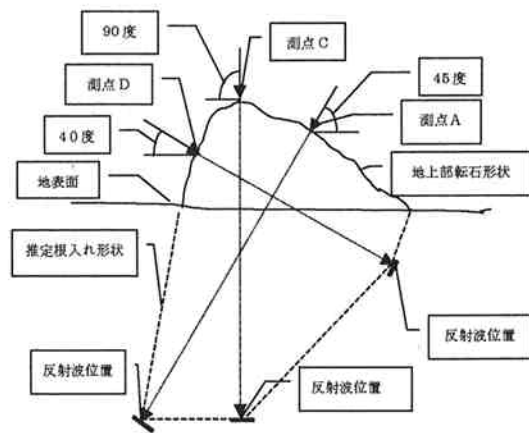 90度
測点C
測点D
45度
測点A
40度
地上部転石形状
地表面
推定根入れ形状
反射波位置
反射波位置
反射波位置